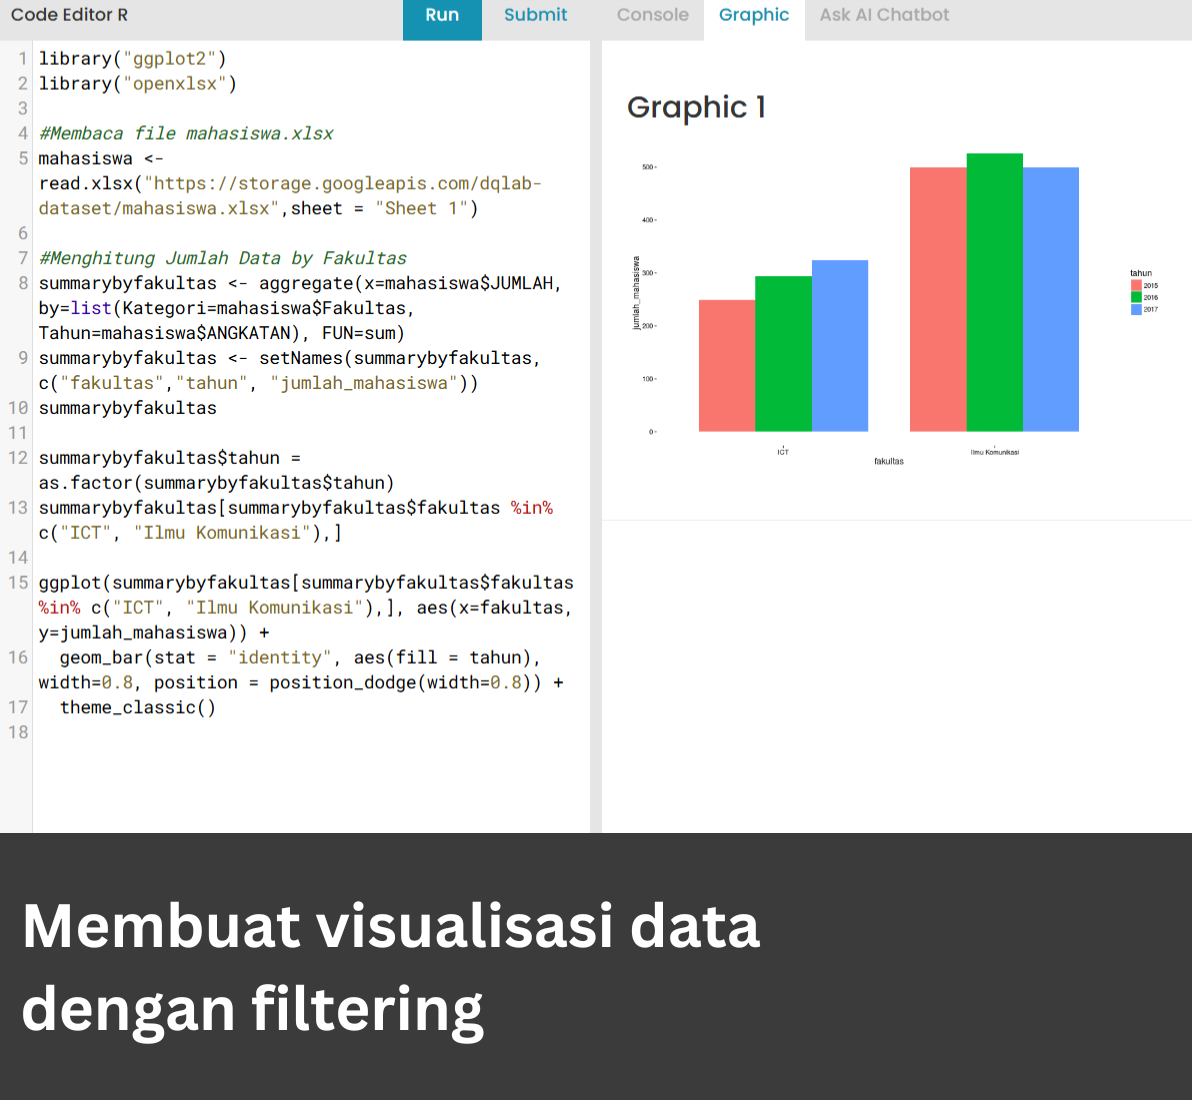 Code Editor R
Run
Submit
Console
Graphic
Ask AI Chatbot
1 library("ggplot2")
2 library("openxlsx")
3
4 #Membaca file mahasiswa.xlsx
5 mahasiswa <-
read.xlsx("https://storage.googleapis.com/dqlab-
dataset/mahasiswa.xlsx",sheet = "Sheet 1")
6
7 #Menghitung Jumlah Data by Fakultas
8 summarybyfakultas <- aggregate(x=mahasiswa$JUMLAH,
by=list(Kategori=mahasiswa$Fakultas,
Tahun=mahasiswa$ANGKATAN), FUN=sum)
9 summarybyfakultas <- setNames(summarybyfakultas,
c("fakultas","tahun", "jumlah_mahasiswa"))
10 summarybyfakultas
11
12 summarybyfakultas$tahun =
as.factor(summarybyfakultas$tahun)
13 summarybyfakultas[summarybyfakultas$fakultas %in%
c("ICT", "Ilmu Komunikasi"),]
14
15 ggplot(summarybyfakultas[summarybyfakultas$fakultas
%in% c("ICT", "Ilmu Komunikasi"),], aes(x=fakultas,
y=jumlah_mahasiswa)) +
16   geom_bar(stat = "identity", aes(fill = tahun),
width=0.8, position = position_dodge(width=0.8)) +
17   theme_classic()
18
Graphic 1
500
400
300
200
100
0
jumlah_mahasiswa
ICT
Ilmu Komunikasi
fakultas
tahun
2015
2016
2017
Membuat visualisasi data
dengan filtering